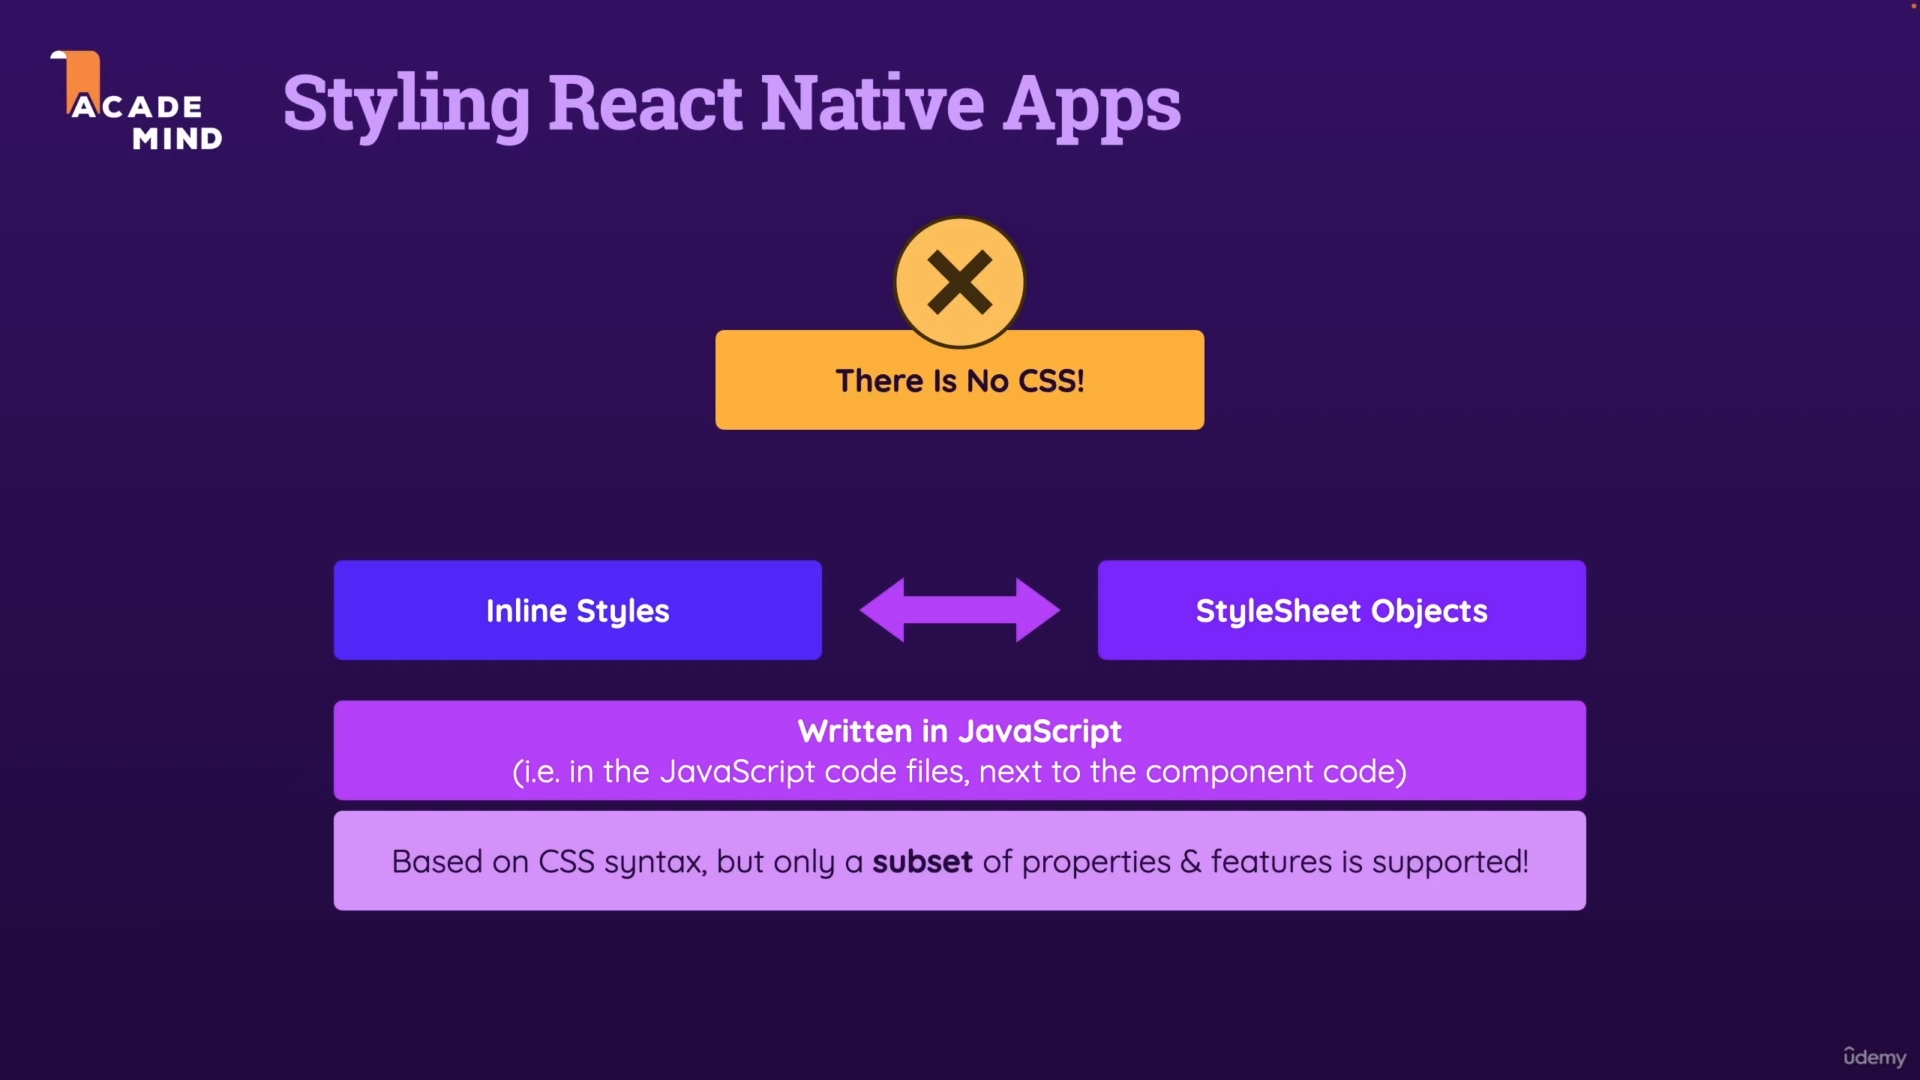 ACADE
MIND
Styling React Native Apps
There Is No CSS!
Inline Styles
StyleSheet Objects
Written in JavaScript
(i.e. in the JavaScript code files, next to the component code)
Based on CSS syntax, but only a subset of properties & features is supported!
ûdemy